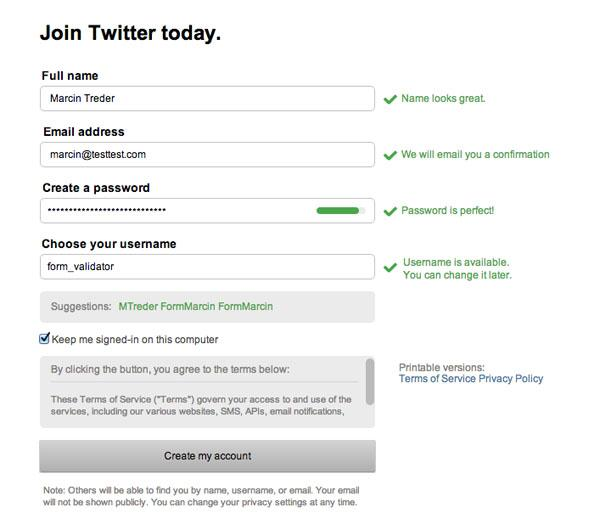 Join Twitter today.
Full name
Marcin Treder
Name looks great.
Email address
marcin@testtest.com
We will email you a confirmation
Create a password
****************************
Password is perfect!
Choose your username
form_validator
Username is available.
You can change it later.
Suggestions: MTreder FormMarcin FormMarcin
Keep me signed-in on this computer
By clicking the button, you agree to the terms below:
These Terms of Service ("Terms") govern your access to and use of the
services, including our various websites, SMS, APIs, email notifications,
Printable versions:
Terms of Service Privacy Policy
Create my account
Note: Others will be able to find you by name, username, or email. Your email
will not be shown publicly. You can change your privacy settings at any time.